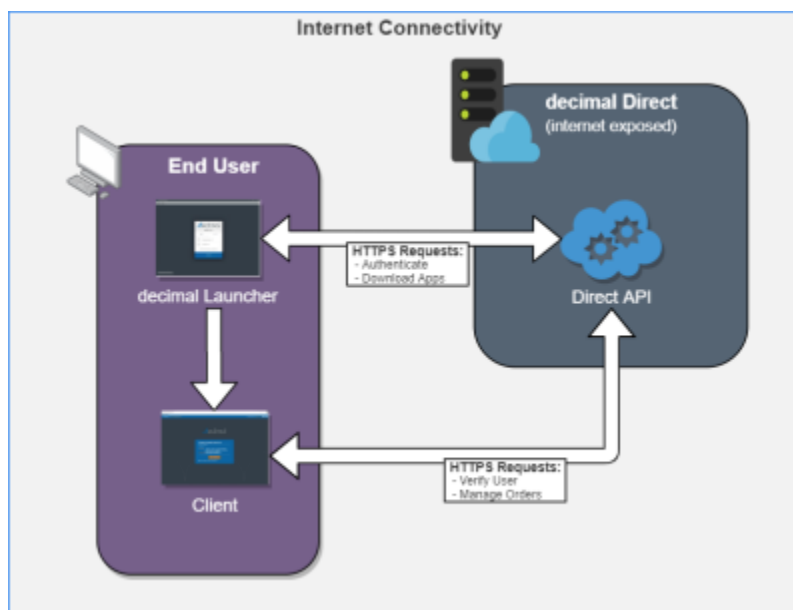 Internet Connectivity
decimal Direct
(internet exposed)
End User
HTTPS Requests:
- Authenticate
- Download Apps
decimal Launcher
Direct API
HTTPS Requests:
- Verify User
- Manage Orders
Client